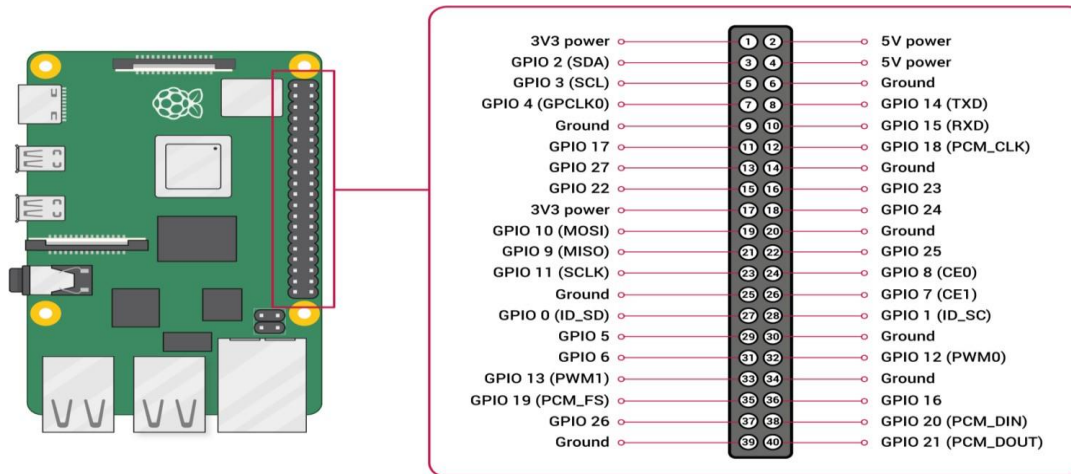 3V3 power 1 2 5V power
GPIO 2 (SDA) 3 4 5V power
GPIO 3 (SCL) 5 6 Ground
GPIO 4 (GPCLK0) 7 8 GPIO 14 (TXD)
Ground 9 10 GPIO 15 (RXD)
GPIO 17 11 12 GPIO 18 (PCM_CLK)
GPIO 27 13 14 Ground
GPIO 22 15 16 GPIO 23
3V3 power 17 18 GPIO 24
GPIO 10 (MOSI) 19 20 Ground
GPIO 9 (MISO) 21 22 GPIO 25
GPIO 11 (SCLK) 23 24 GPIO 8 (CE0)
Ground 25 26 GPIO 7 (CE1)
GPIO 0 (ID_SD) 27 28 GPIO 1 (ID_SC)
GPIO 5 29 30 Ground
GPIO 6 31 32 GPIO 12 (PWM0)
GPIO 13 (PWM1) 33 34 Ground
GPIO 19 (PCM_FS) 35 36 GPIO 16
GPIO 26 37 38 GPIO 20 (PCM_DIN)
Ground 39 40 GPIO 21 (PCM_DOUT)